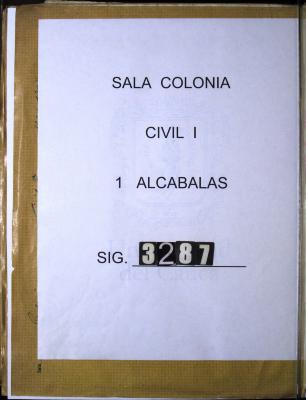 SALA COLONIA
CIVIL I
1 ALCABALAS
SIG. 3287